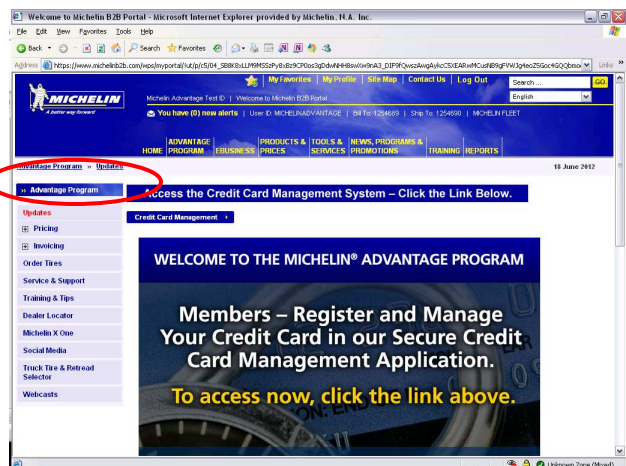 Welcome to Michelin B2B Portal - Microsoft Internet Explorer provided by Michelin, N.A. Inc.
File Edit View Favorites Tools Help
Back Search Favorites
Address https://www.michelinb2b.com/wps/myportal/ Links
My Favorites | My Profile | Site Map | Contact Us | Log Out Search ... GO
MICHELIN
A better way forward
Michelin Advantage Test ID | Welcome to Michelin B2B Portal English
You have (0) new alerts | User ID: MICHELINADVANTAGE | Bill To: 1254689 | Ship To: 1254690 | MICHELIN FLEET
HOME ADVANTAGE PROGRAM EBUSINESS PRODUCTS & PRICES TOOLS & SERVICES NEWS, PROGRAMS & PROMOTIONS TRAINING REPORTS
Advantage Program » Updates 18 June 2012
» Advantage Program
Updates
Pricing
Invoicing
Order Tires
Service & Support
Training & Tips
Dealer Locator
Michelin X One
Social Media
Truck Tire & Retread
Selector
Webcasts
Access the Credit Card Management System – Click the Link Below.
Credit Card Management
WELCOME TO THE MICHELIN® ADVANTAGE PROGRAM
Members – Register and Manage
Your Credit Card in our Secure Credit
Card Management Application.
To access now, click the link above.
Unknown Zone (Mixed)